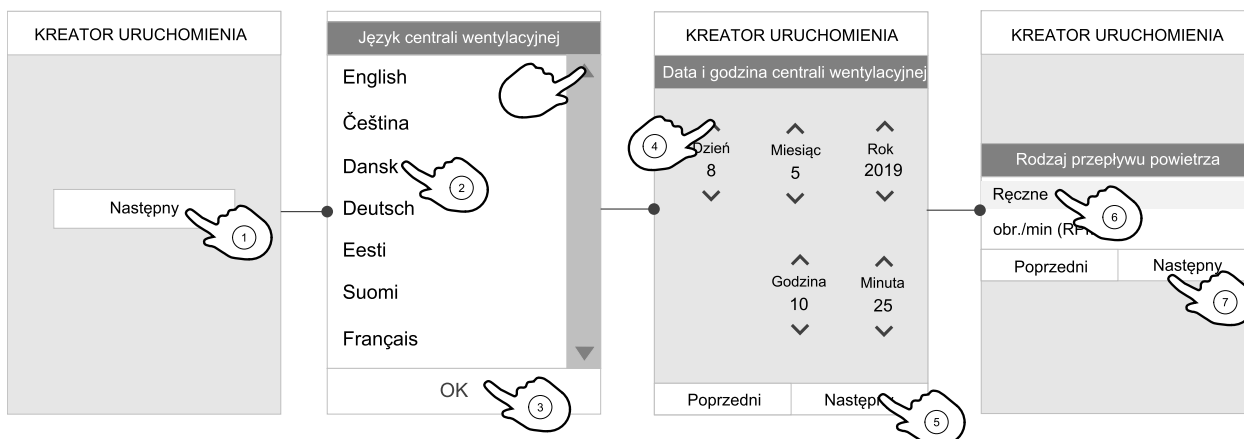 KREATOR URUCHOMIENIA
Następny
1
Język centrali wentylacyjnej
English
Čeština
Dansk
2
Deutsch
Eesti
Suomi
Français
OK
3
KREATOR URUCHOMIENIA
Data i godzina centrali wentylacyjnej
4
Dzień Miesiąc Rok
8 5 2019
Godzina Minuta
10 25
Poprzedni Następny
5
KREATOR URUCHOMIENIA
Rodzaj przepływu powietrza
Ręczne
6
obr./min
Poprzedni Następny
7